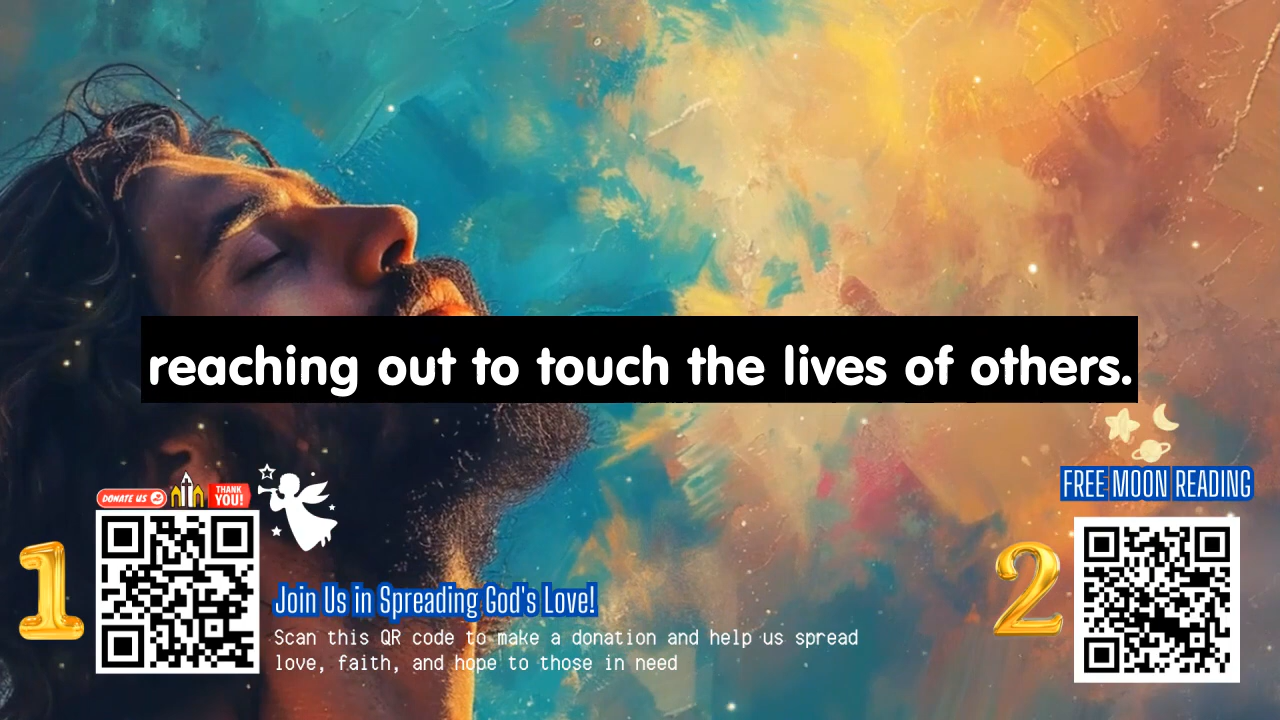 reaching out to touch the lives of others.
FREE MOON READING
DONATE US
THANK
YOU!
1
2
Join Us in Spreading God's Love!
Scan this QR code to make a donation and help us spread
love, faith, and hope to those in need